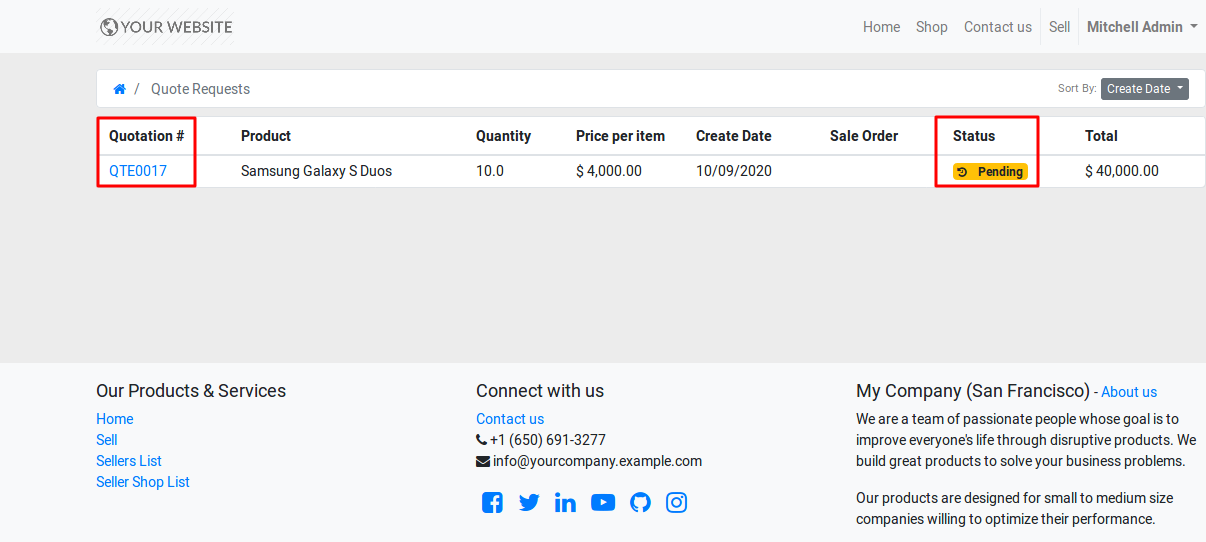 YOUR WEBSITE
Home Shop Contact us Sell Mitchell Admin
/ Quote Requests Sort By: Create Date
Quotation # Product Quantity Price per item Create Date Sale Order Status Total
QTE0017 Samsung Galaxy S Duos 10.0 $ 4,000.00 10/09/2020 Pending $ 40,000.00
Our Products & Services
Home
Sell
Sellers List
Seller Shop List
Connect with us
Contact us
+1 (650) 691-3277
info@yourcompany.example.com
My Company (San Francisco) - About us
We are a team of passionate people whose goal is to
improve everyone's life through disruptive products. We
build great products to solve your business problems.
Our products are designed for small to medium size
companies willing to optimize their performance.